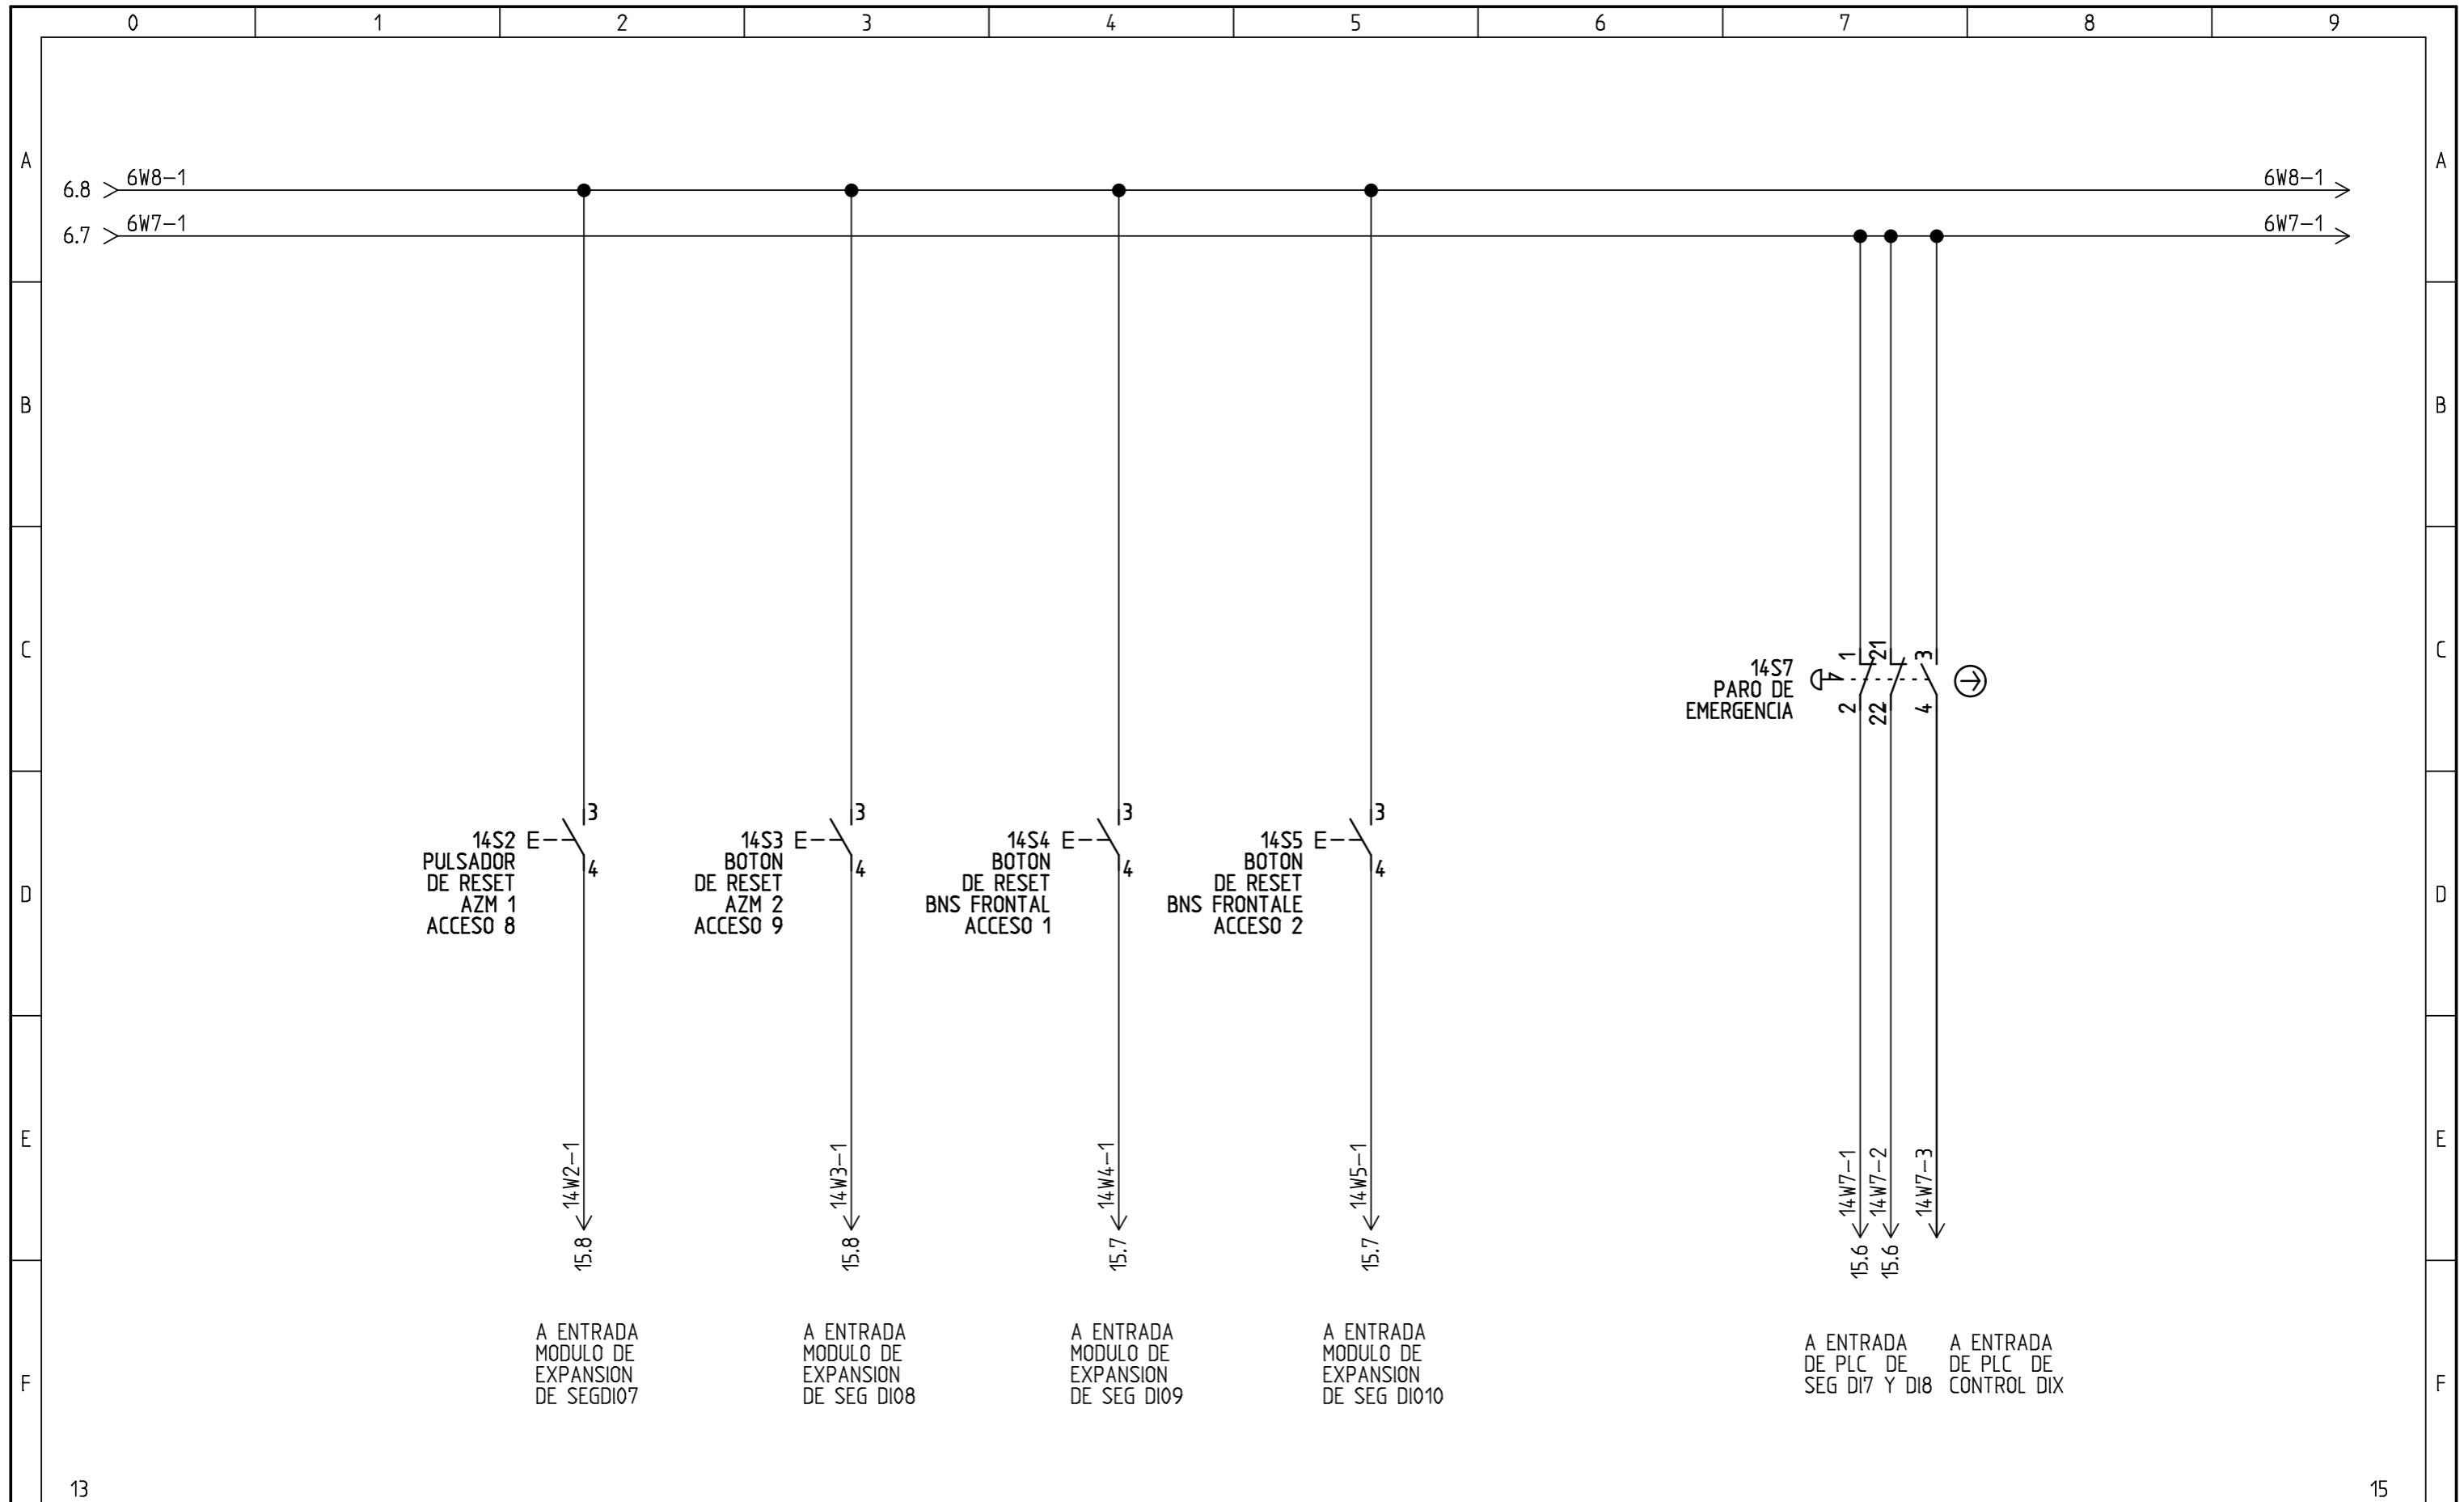 0 1 2 3 4 5 6 7 8 9
A A
6.8 6W8-1 6W8-1
6.7 6W7-1 6W7-1
B B
C C
14S7
PARO DE
EMERGENCIA
1 2
21 22
3 4
14S2
PULSADOR
DE RESET
AZM 1
ACCESO 8
3
4
14S3
BOTON
DE RESET
AZM 2
ACCESO 9
3
4
14S4
BOTON
DE RESET
BNS FRONTAL
ACCESO 1
3
4
14S5
BOTON
DE RESET
BNS FRONTALE
ACCESO 2
3
4
D D
E E
14W2-1
15.8
14W3-1
15.8
14W4-1
15.7
14W5-1
15.7
14W7-1
15.6
14W7-2
15.6
14W7-3
A ENTRADA
MODULO DE
EXPANSION
DE SEGDI07
A ENTRADA
MODULO DE
EXPANSION
DE SEG DI08
A ENTRADA
MODULO DE
EXPANSION
DE SEG DI09
A ENTRADA
MODULO DE
EXPANSION
DE SEG DI010
A ENTRADA
DE PLC DE
SEG DI7 Y DI8
A ENTRADA
DE PLC DE
CONTROL DIX
F F
13 15